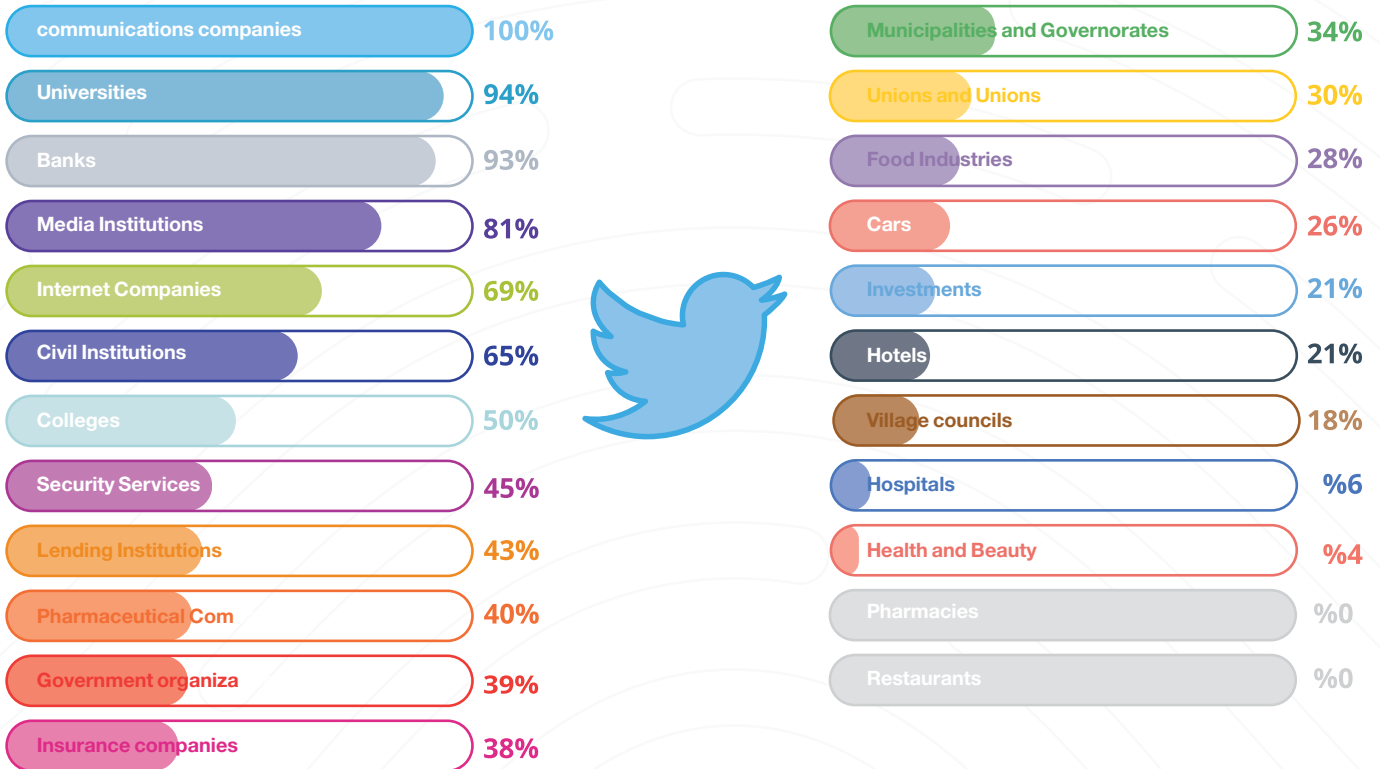 communications companies 100%
Universities 94%
Banks 93%
Media Institutions 81%
Internet Companies 69%
Civil Institutions 65%
Colleges 50%
Security Services 45%
Lending Institutions 43%
Pharmaceutical Com 40%
Government organiza 39%
Insurance companies 38%
Municipalities and Governorates 34%
Unions and Unions 30%
Food Industries 28%
Cars 26%
Investments 21%
Hotels 21%
Village councils 18%
Hospitals %6
Health and Beauty %4
Pharmacies %0
Restaurants %0